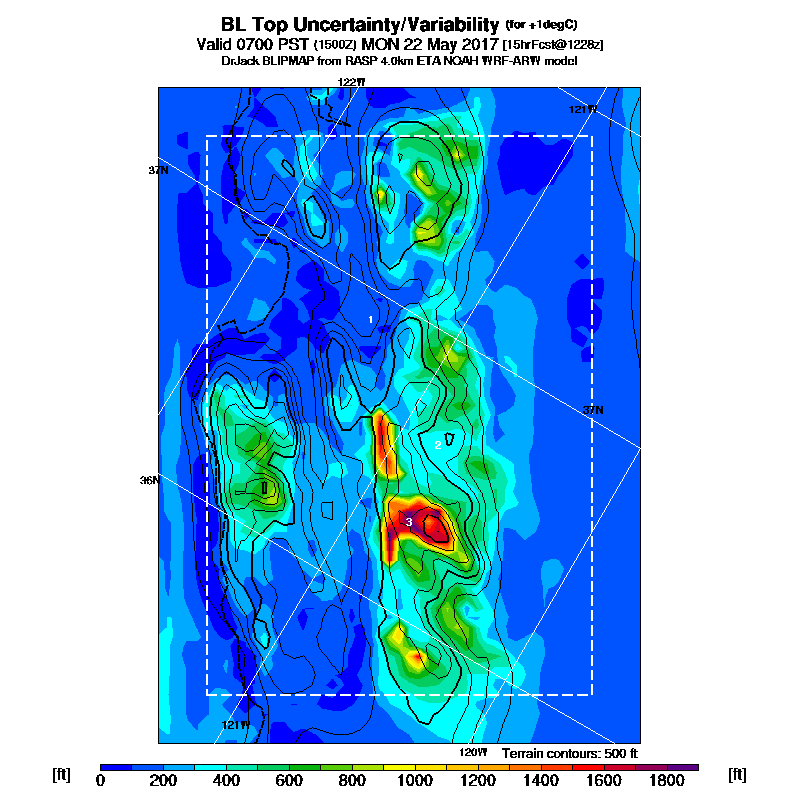 BL Top Uncertainty/Variability (for +1degC)
Valid 0700 PST (1500Z) MON 22 May 2017 [15hrFcst@1228z]
DrJack BLIPMAP from RASP 4.0km ETA NOAH WRF-ARW model
122W
121W
37N
1
37N
2
36N
3
121W
120W
Terrain contours: 500 ft
[ft] 0 200 400 600 800 1000 1200 1400 1600 1800 [ft]